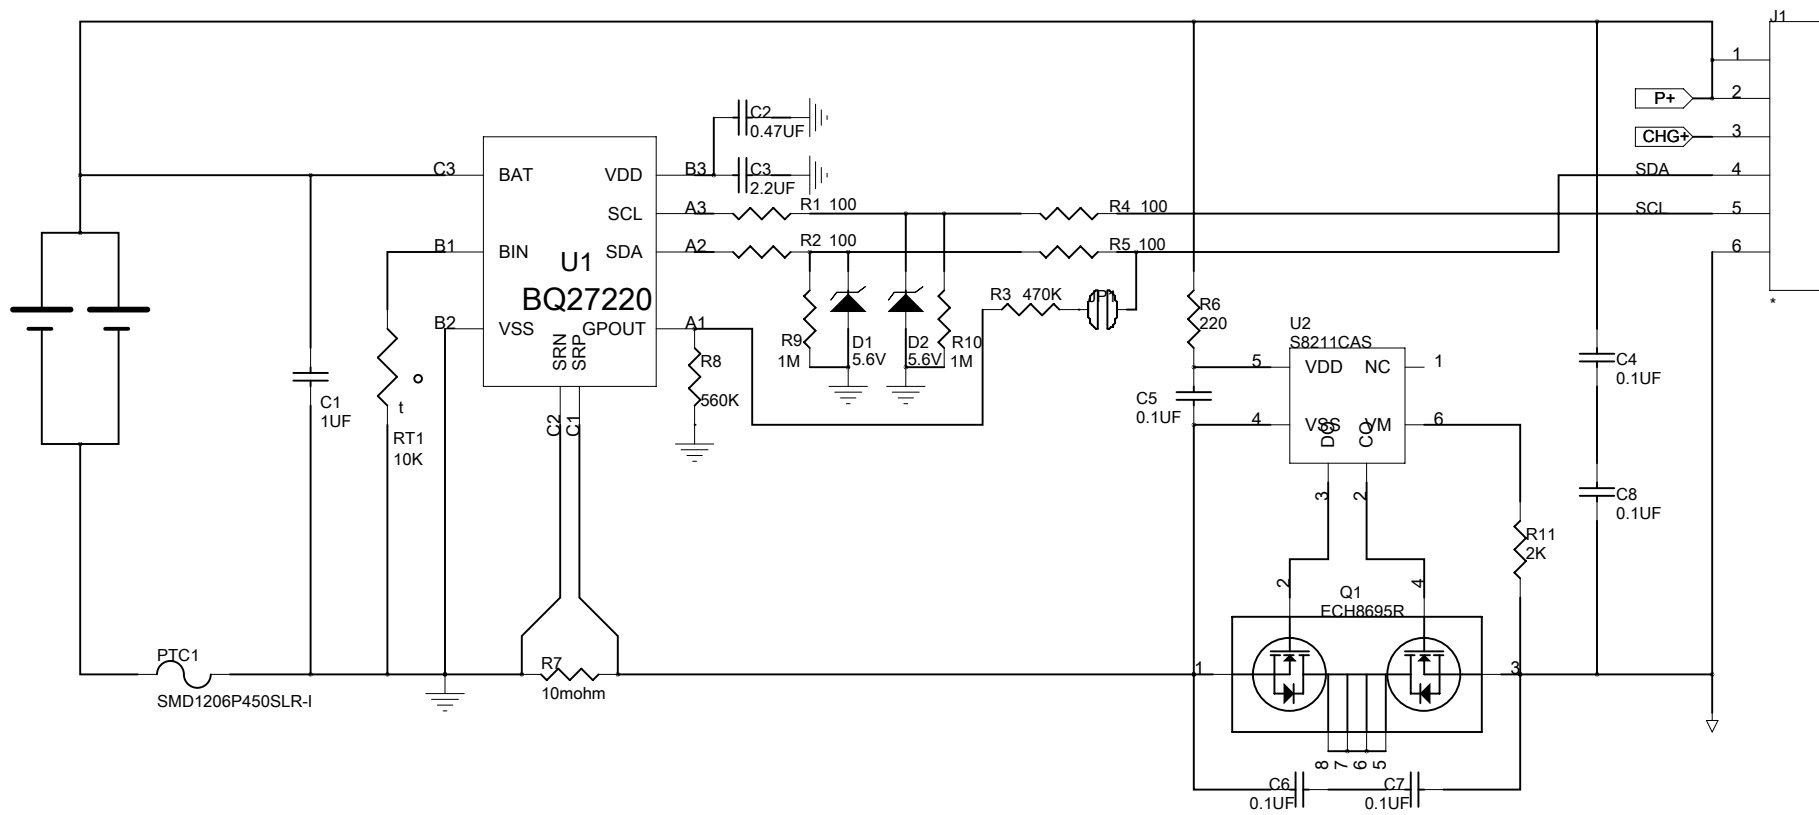 J1
1
P+
2
CHG+
3
SDA
4
SCL
5
6
*
C2
0.47UF
C3
2.2UF
C3
BAT
VDD
B3
SCL
A3
R1 100
R4 100
B1
BIN
SDA
A2
R2 100
R5 100
U1
BQ27220
B2
VSS
GPOUT
A1
SRN
SRP
C2
C1
R3 470K
JP1
R9
1M
D1
5.6V
D2
5.6V
R10
1M
R8
560K
C1
1UF
t
RT1
10K
R6
220
U2
S8211CAS
5
VDD
NC
1
C5
0.1UF
4
VSS
VM
6
DO
CO
3
2
C4
0.1UF
C8
0.1UF
R11
2K
2
4
Q1
ECH8695R
1
3
8
7
6
5
PTC1
SMD1206P450SLR-I
R7
10mohm
C6
0.1UF
C7
0.1UF